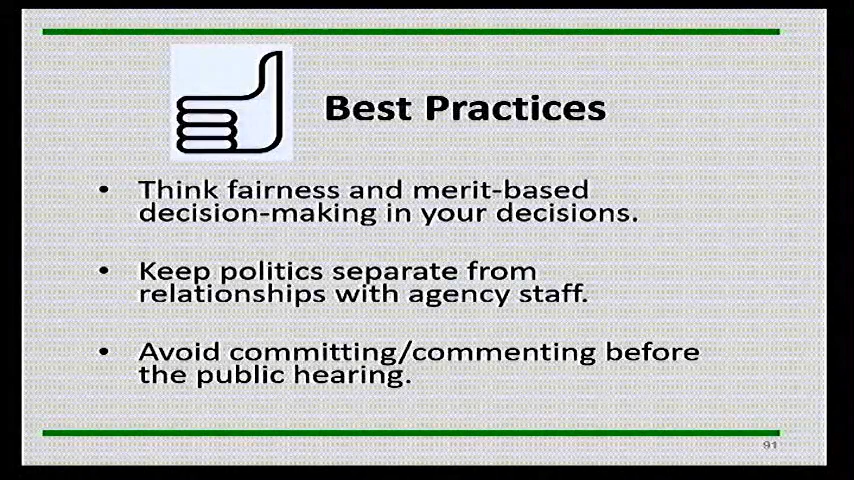 Best Practices
• Think fairness and merit-based
decision-making in your decisions.
• Keep politics separate from
relationships with agency staff.
• Avoid committing/commenting before
the public hearing.
91